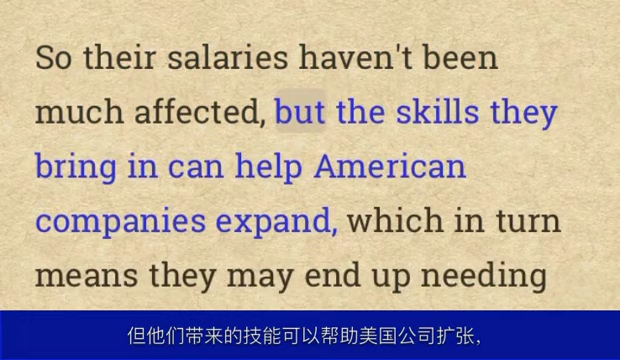 So their salaries haven't been
much affected, but the skills they
bring in can help American
companies expand, which in turn
means they may end up needing
但他们带来的技能可以帮助美国公司扩张，